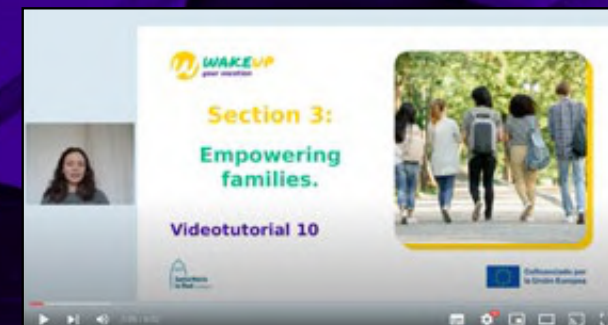 WAKEUP
your vocation
Section 3:
Empowering
families.
Videotutorial 10
Cofinanciado por
la Unión Europea